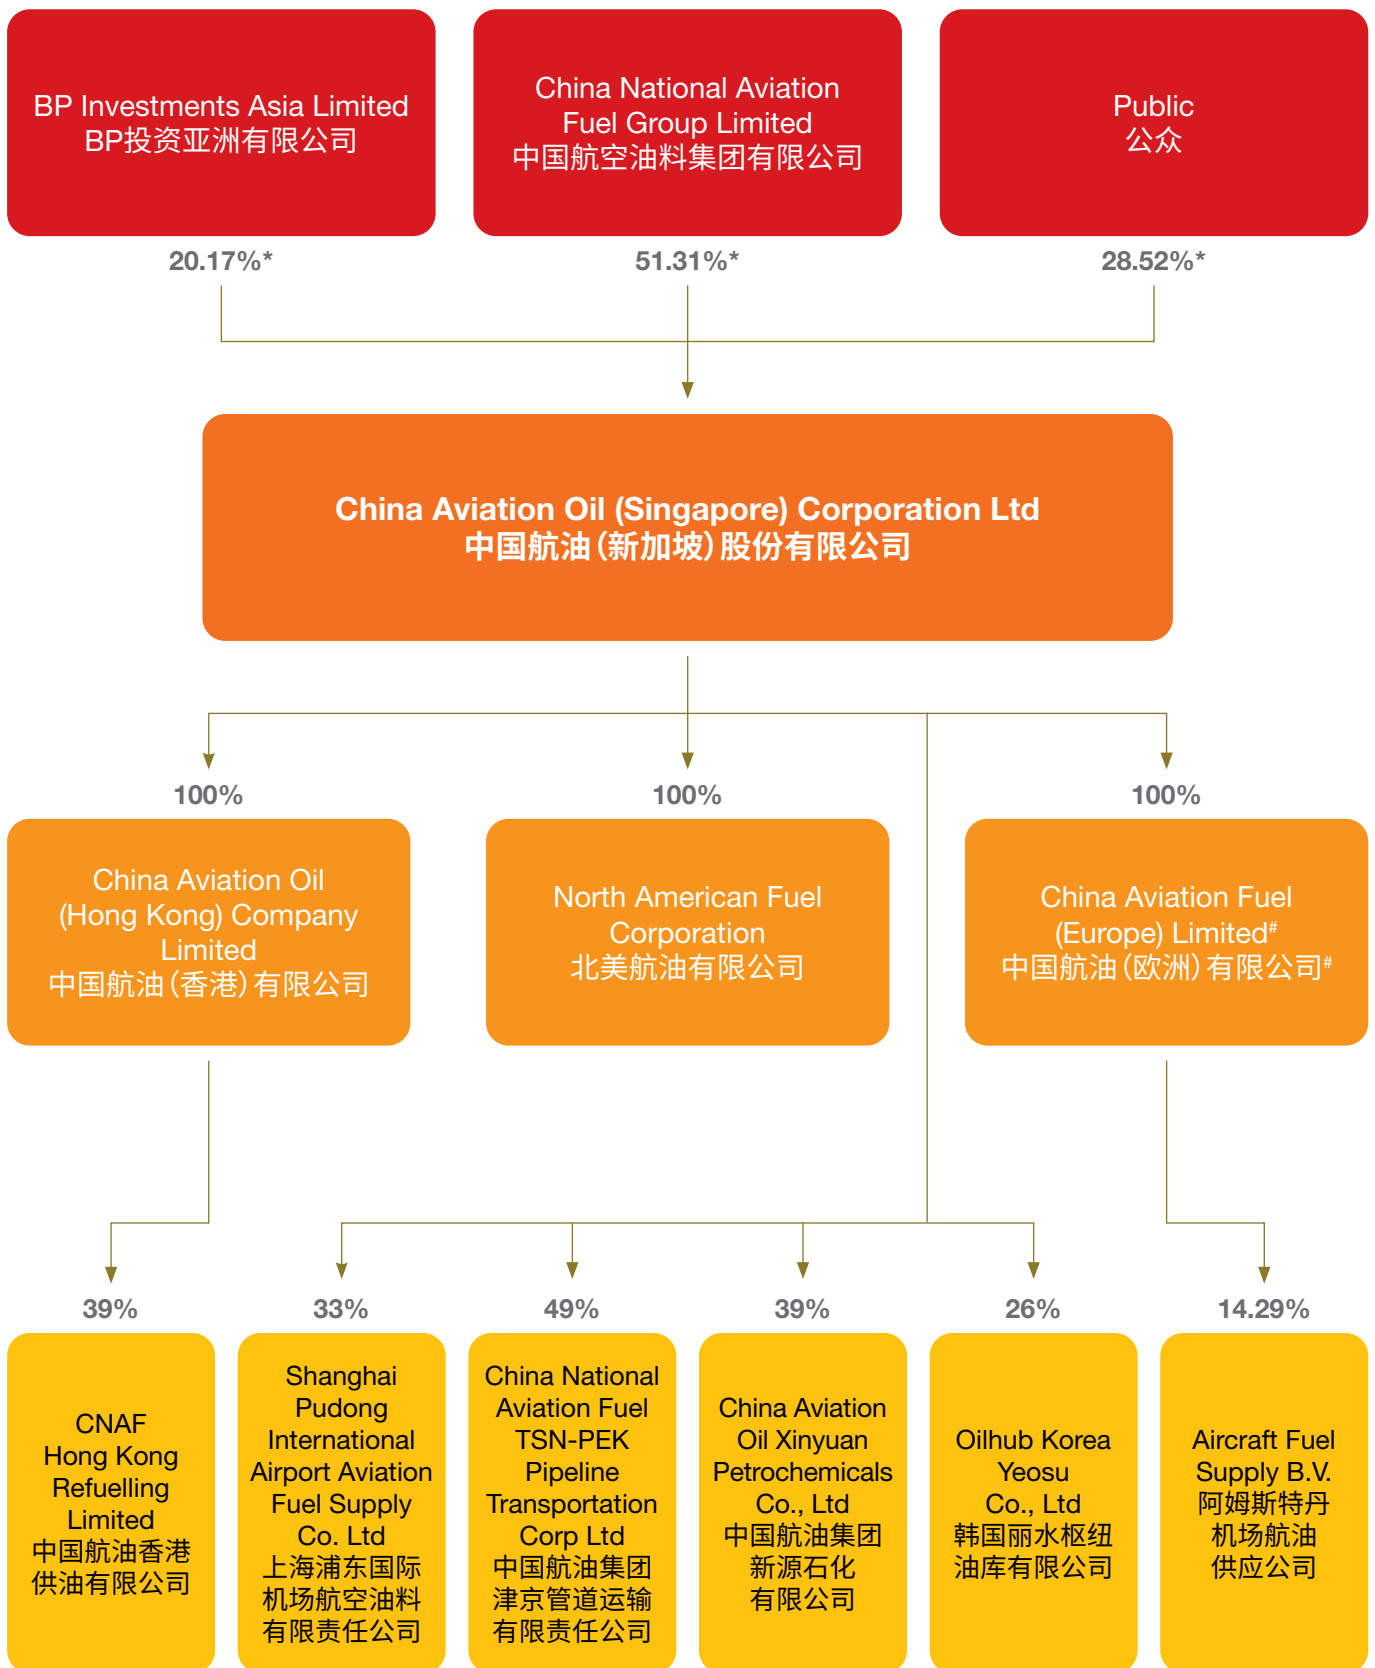 BP Investments Asia Limited
BP投资亚洲有限公司
China National Aviation
Fuel Group Limited
中国航空油料集团有限公司
Public
公众
20.17%*
51.31%*
28.52%*
China Aviation Oil (Singapore) Corporation Ltd
中国航油（新加坡）股份有限公司
100%
100%
100%
China Aviation Oil
(Hong Kong) Company
Limited
中国航油（香港）有限公司
North American Fuel
Corporation
北美航油有限公司
China Aviation Fuel
(Europe) Limited#
中国航油（欧洲）有限公司#
39%
33%
49%
39%
26%
14.29%
CNAF
Hong Kong
Refuelling
Limited
中国航油香港
供油有限公司
Shanghai
Pudong
International
Airport Aviation
Fuel Supply
Co. Ltd
上海浦东国际
机场航空油料
有限责任公司
China National
Aviation Fuel
TSN-PEK
Pipeline
Transportation
Corp Ltd
中国航油集团
津京管道运输
有限责任公司
China Aviation
Oil Xinyuan
Petrochemicals
Co., Ltd
中国航油集团
新源石化
有限公司
Oilhub Korea
Yeosu
Co., Ltd
韩国丽水枢纽
油库有限公司
Aircraft Fuel
Supply B.V.
阿姆斯特丹
机场航油
供应公司